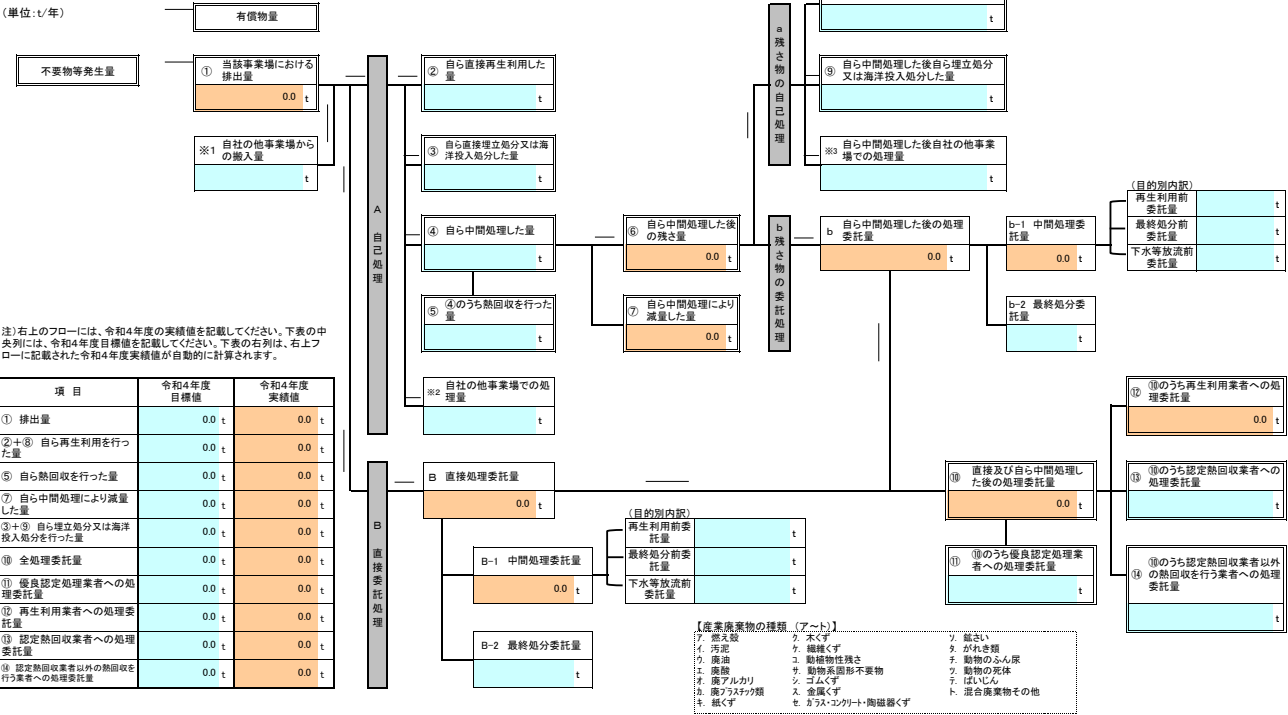 （単位：t/年）
有償物量
t
不要物等発生量
① 当該事業場における
排出量
0.0 t
② 自ら直接再生利用した
量
t
a
残
さ
物
の
自
己
処
理
⑨ 自ら中間処理した後自ら埋立処分
又は海洋投入処分した量
t
※1 自社の他事業場から
の搬入量
t
③ 自ら直接埋立処分又は海
洋投入処分した量
t
※3 自ら中間処理した後自社の他事業
場での処理量
t
A
自
己
処
理
④ 自ら中間処理した量
t
⑥ 自ら中間処理した後
の残さ量
0.0 t
b
残
さ
物
の
委
託
処
理
b 自ら中間処理した後の処理
委託量
0.0 t
b-1 中間処理委
託量
0.0 t
（目的別内訳）
再生利用前
委託量
t
最終処分前
委託量
t
下水等放流前
委託量
t
⑤ ④のうち熱回収を行った
量
t
⑦ 自ら中間処理により
減量した量
0.0 t
b-2 最終処分委
託量
t
注）右上のフローには、令和４年度の実績値を記載してください。下表の中
央列には、令和４年度目標値を記載してください。下表の右列は、右上フ
ローに記載された令和４年度実績値が自動的に計算されます。
※2 自社の他事業場での処
理量
t
項 目
令和４年度
目標値
令和４年度
実績値
① 排出量
0.0 t
0.0 t
②＋⑧ 自ら再生利用を行っ
た量
0.0 t
0.0 t
⑤ 自ら熱回収を行った量
0.0 t
0.0 t
⑦ 自ら中間処理により減量
した量
0.0 t
0.0 t
③＋⑨ 自ら埋立処分又は海洋
投入処分を行った量
0.0 t
0.0 t
⑩ 全処理委託量
0.0 t
0.0 t
⑪ 優良認定処理業者への処
理委託量
0.0 t
0.0 t
⑫ 再生利用業者への処理委
託量
0.0 t
0.0 t
⑬ 認定熱回収業者への処理
委託量
0.0 t
0.0 t
⑭ 認定熱回収業者以外の熱回収を
行う業者への処理委託量
0.0 t
0.0 t
B
直
接
委
託
処
理
B 直接処理委託量
0.0 t
B-1 中間処理委託量
0.0 t
（目的別内訳）
再生利用前委
託量
t
最終処分前委
託量
t
下水等放流前
委託量
t
B-2 最終処分委託量
t
⑩ 直接及び自ら中間処理し
た後の処理委託量
0.0 t
⑪ ⑩のうち優良認定処理業
者への処理委託量
t
⑫ ⑩のうち再生利用業者への処
理委託量
0.0 t
⑬ ⑩のうち認定熱回収業者への
処理委託量
t
⑭ ⑩のうち認定熱回収業者以外
の熱回収を行う業者への処理
委託量
t
【産業廃棄物の種類 （ア～ト）】
ア．燃え殻
イ．汚泥
ウ．廃油
エ．廃酸
オ．廃アルカリ
カ．廃プラスチック類
キ．紙くず
ク．木くず
ケ．繊維くず
コ．動植物性残さ
サ．動物系固形不要物
シ．ゴムくず
ス．金属くず
セ．ガラス・コンクリート・陶磁器くず
ソ．鉱さい
タ．がれき類
チ．動物のふん尿
ツ．動物の死体
テ．ばいじん
ト．混合廃棄物その他